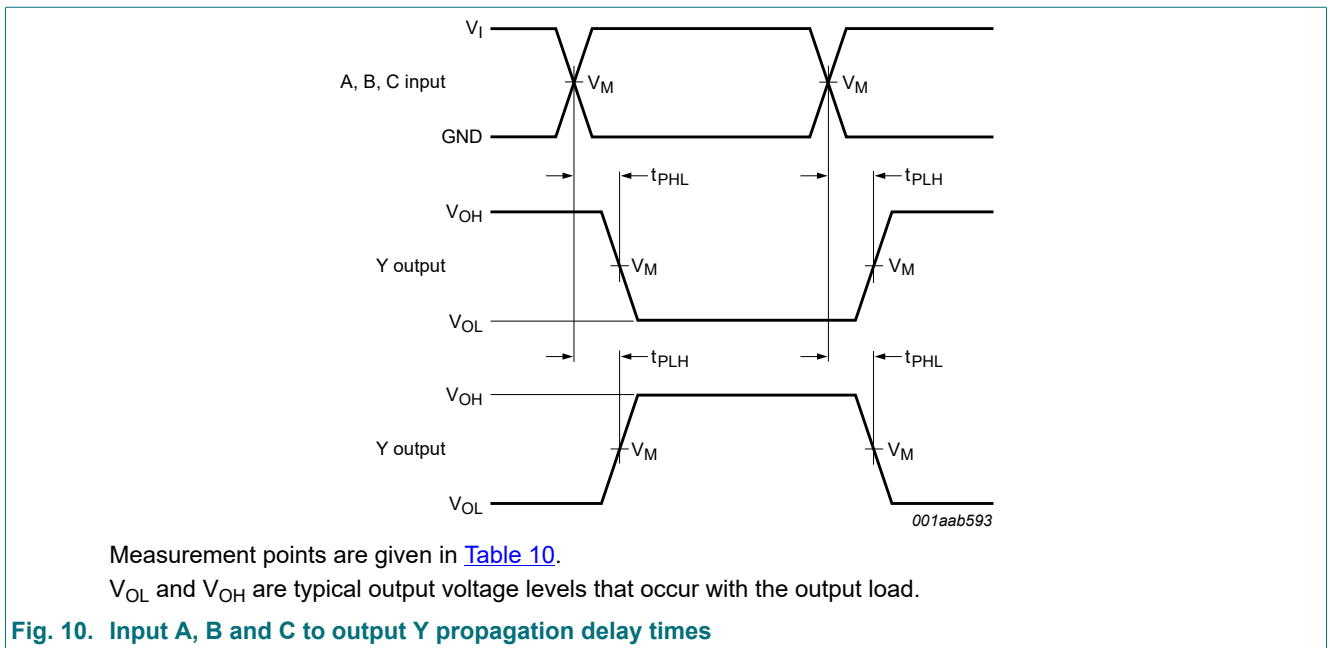 VI
A, B, C input
VM
VM
GND
tPHL
tPLH
VOH
Y output
VM
VM
VOL
tPLH
tPHL
VOH
Y output
VM
VM
VOL
001aab593
Measurement points are given in Table 10.
VOL and VOH are typical output voltage levels that occur with the output load.
Fig. 10. Input A, B and C to output Y propagation delay times